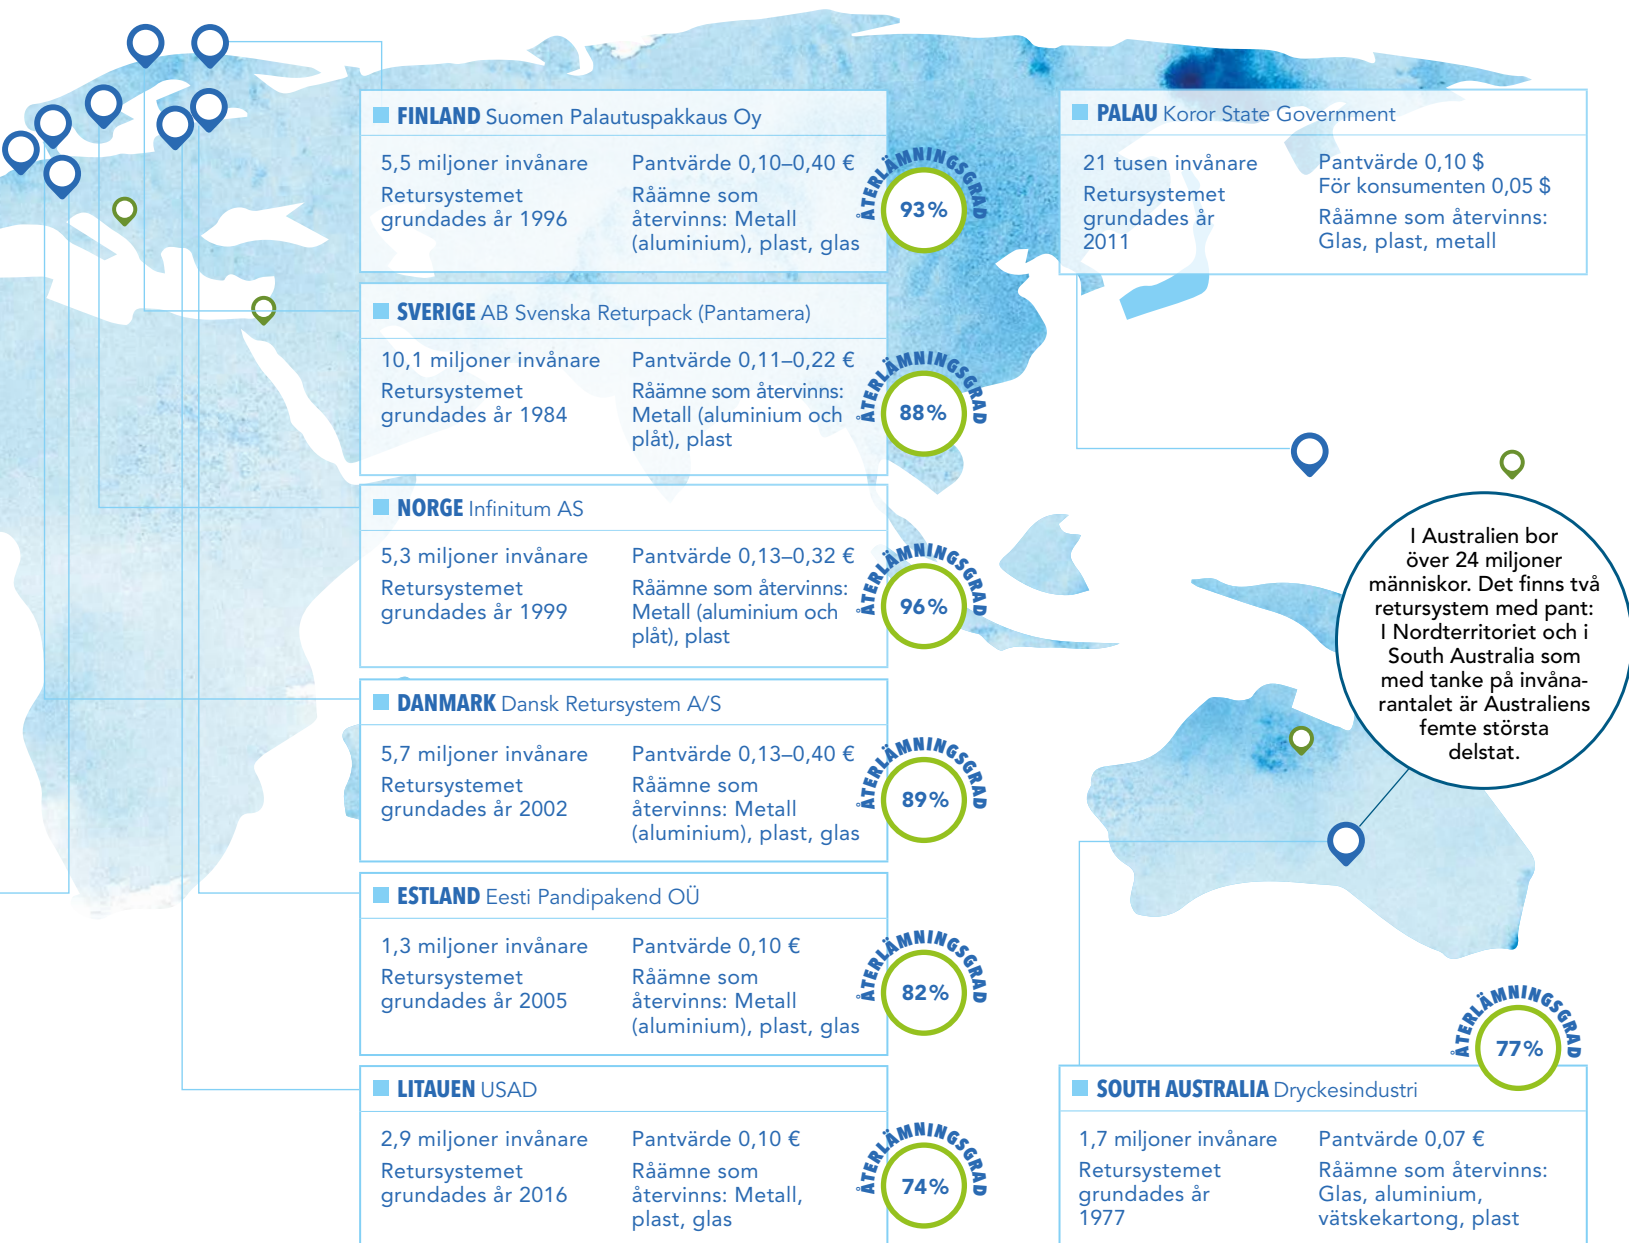 FINLAND Suomen Palautuspakkaus Oy
5,5 miljoner invånare
Retursystemet
grundades år 1996
Pantvärde 0,10–0,40 €
Råämne som
återvinns: Metall
(aluminium), plast, glas
ÅTERLÄMNINGSGRAD
93%
SVERIGE AB Svenska Returpack (Pantamera)
10,1 miljoner invånare
Retursystemet
grundades år 1984
Pantvärde 0,11–0,22 €
Råämne som återvinns:
Metall (aluminium och
plåt), plast
ÅTERLÄMNINGSGRAD
88%
NORGE Infinitum AS
5,3 miljoner invånare
Retursystemet
grundades år 1999
Pantvärde 0,13–0,32 €
Råämne som återvinns:
Metall (aluminium och
plåt), plast
ÅTERLÄMNINGSGRAD
96%
DANMARK Dansk Retursystem A/S
5,7 miljoner invånare
Retursystemet
grundades år 2002
Pantvärde 0,13–0,40 €
Råämne som
återvinns: Metall
(aluminium), plast, glas
ÅTERLÄMNINGSGRAD
89%
ESTLAND Eesti Pandipakend OÜ
1,3 miljoner invånare
Retursystemet
grundades år 2005
Pantvärde 0,10 €
Råämne som
återvinns: Metall
(aluminium), plast, glas
ÅTERLÄMNINGSGRAD
82%
LITAUEN USAD
2,9 miljoner invånare
Retursystemet
grundades år 2016
Pantvärde 0,10 €
Råämne som
återvinns: Metall,
plast, glas
ÅTERLÄMNINGSGRAD
74%
PALAU Koror State Government
21 tusen invånare
Retursystemet
grundades år
2011
Pantvärde 0,10 $
För konsumenten 0,05 $
Råämne som återvinns:
Glas, plast, metall
I Australien bor
över 24 miljoner
människor. Det finns två
retursystem med pant:
I Nordterritoriet och i
South Australia som
med tanke på invåna-
rantalet är Australiens
femte största
delstat.
ÅTERLÄMNINGSGRAD
77%
SOUTH AUSTRALIA Dryckesindustri
1,7 miljoner invånare
Retursystemet
grundades år
1977
Pantvärde 0,07 €
Råämne som återvinns:
Glas, aluminium,
vätskekartong, plast